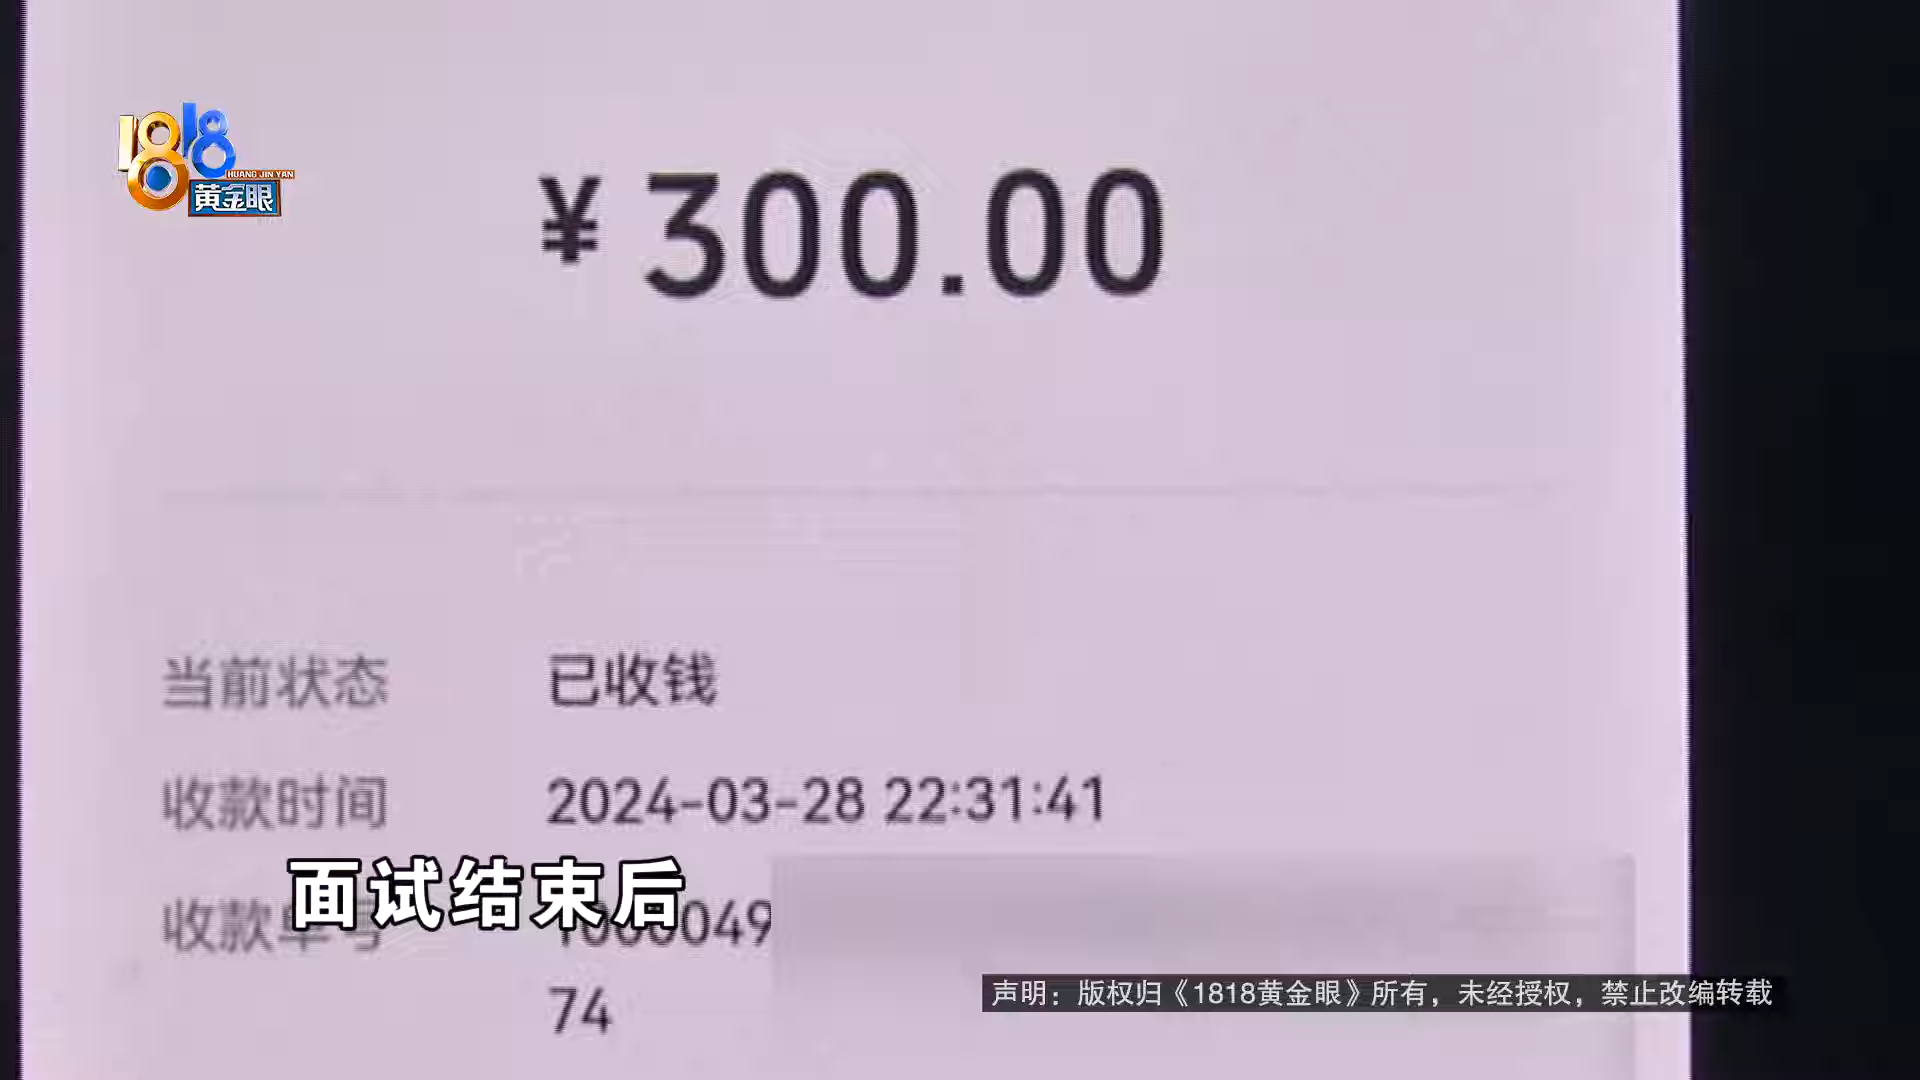 1818
HUANG JIN YAN
黄金眼
¥300.00
当前状态 已收钱
收款时间 2024-03-28 22:31:41
面试结束后
收款单号 1000049
74
声明：版权归《1818黄金眼》所有，未经授权，禁止改编转载